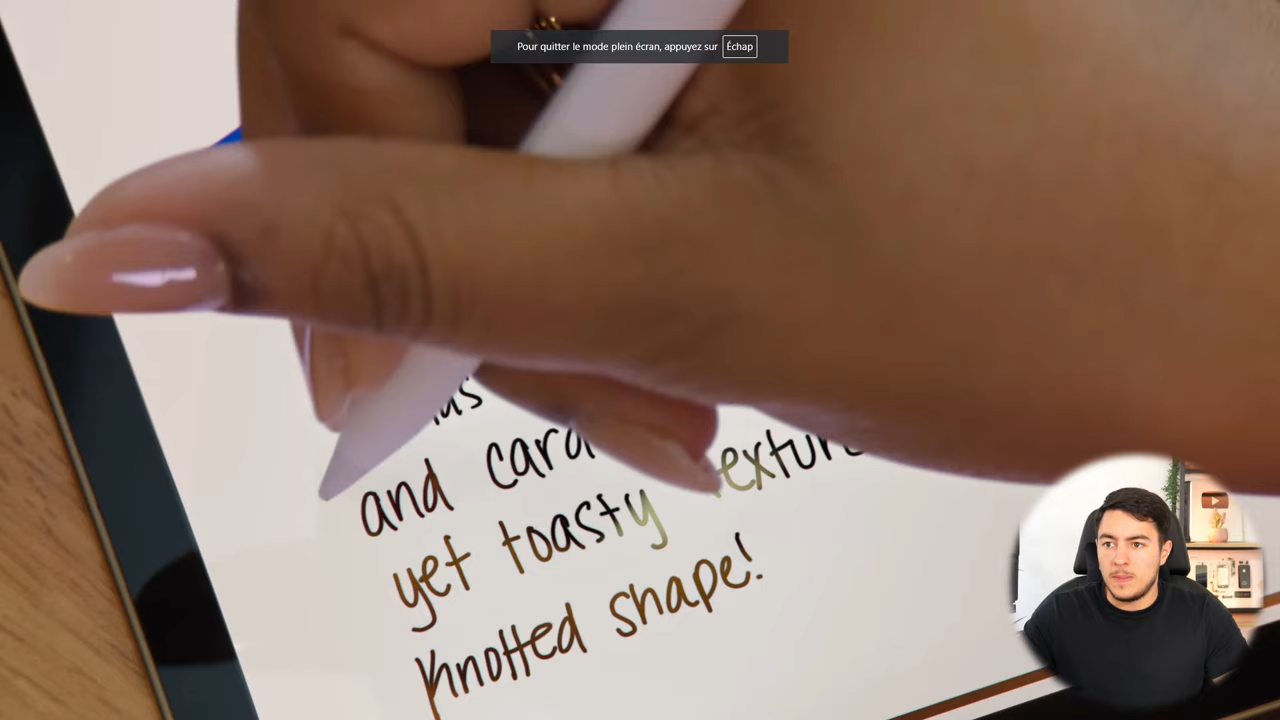 Pour quitter le mode plein écran, appuyez sur Échap
and
yet toasty
knotted shape!